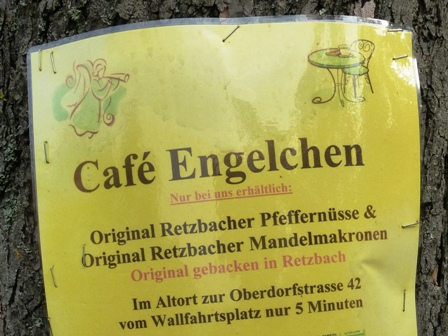 Café Engelchen
Nur bei uns erhältlich:
Original Retzbacher Pfeffernüsse &
Original Retzbacher Mandelmakronen
Original gebacken in Retzbach
Im Altort zur Oberdorfstrasse 42
vom Wallfahrtsplatz nur 5 Minuten